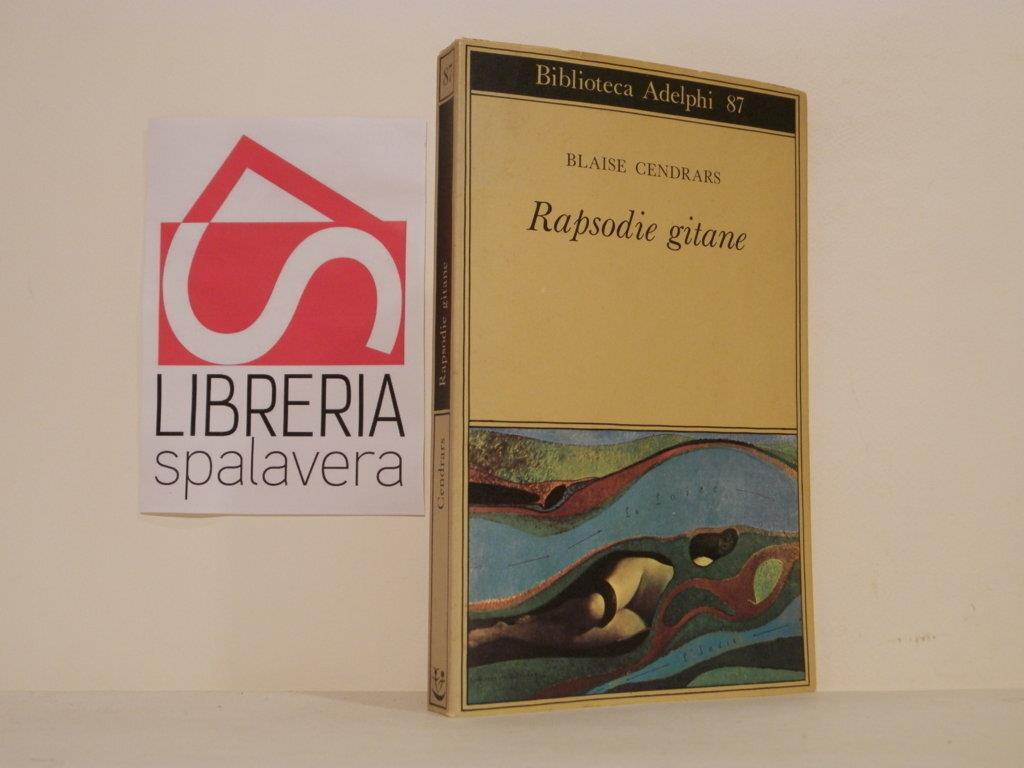 LIBRERIA
spalavera
87
Rapsodie gitane
Cendrars
Biblioteca Adelphi 87
BLAISE CENDRARS
Rapsodie gitane